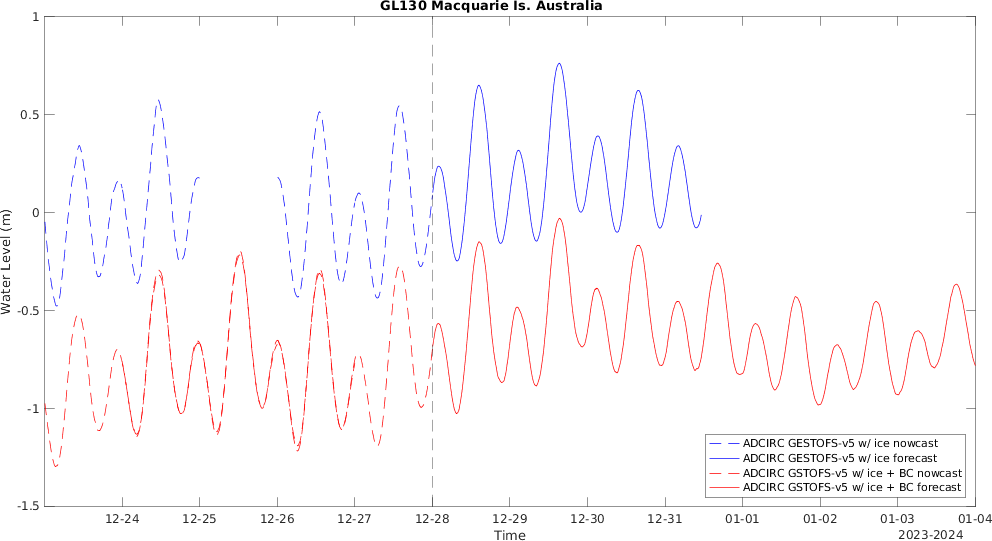 GL130 Macquarie Is. Australia
Water Level (m)
1
0.5
0
-0.5
-1
-1.5
12-24 12-25 12-26 12-27 12-28 12-29 12-30 12-31 01-01 01-02 01-03 01-04
Time
2023-2024
ADCIRC GESTOFS-v5 w/ ice nowcast
ADCIRC GESTOFS-v5 w/ ice forecast
ADCIRC GSTOFS-v5 w/ ice + BC nowcast
ADCIRC GSTOFS-v5 w/ ice + BC forecast